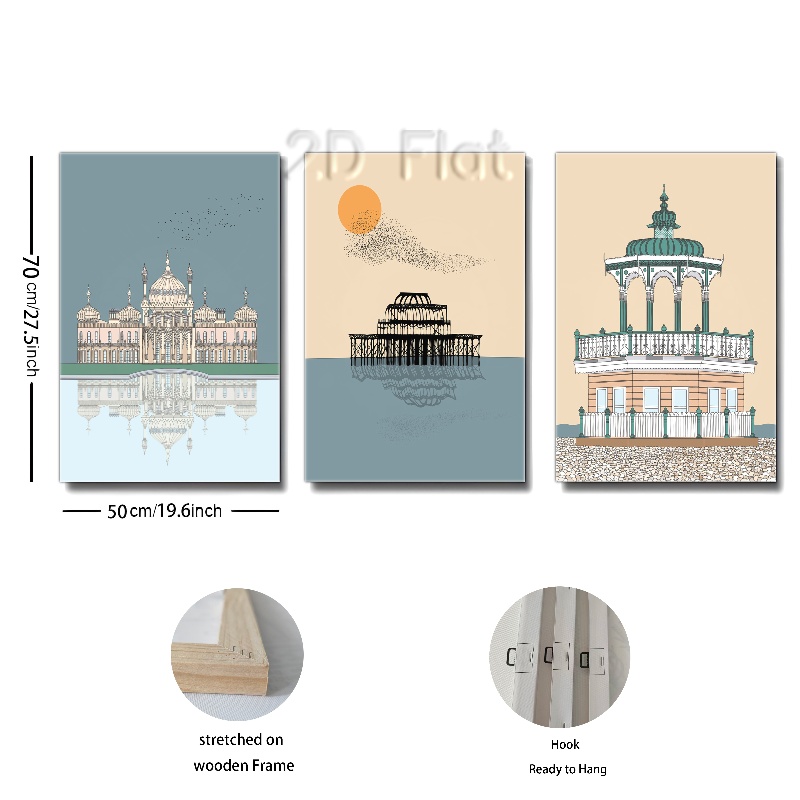 2D Flat
70 cm/27.5inch
50 cm/19.6inch
stretched on
wooden Frame
Hook
Ready to Hang